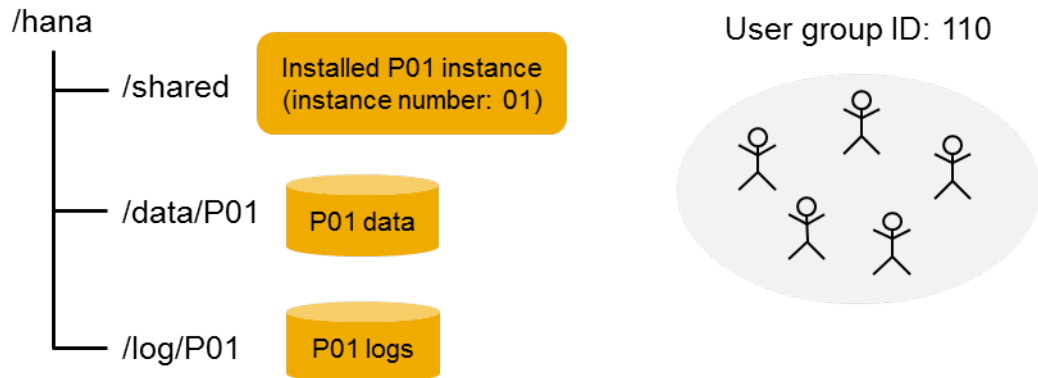 /hana
User group ID: 110
/shared
Installed P01 instance
(instance number: 01)
/data/P01
P01 data
/log/P01
P01 logs